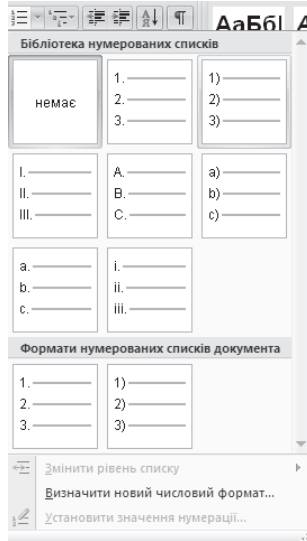 АаБбІ
Бібліотека нумерованих списків
немає
1.
2.
3.
1)
2)
3)
I.
II.
III.
A.
B.
C.
a)
b)
c)
a.
b.
c.
i.
ii.
iii.
Формати нумерованих списків документа
1.
2.
3.
1)
2)
3)
Змінити рівень списку
Визначити новий числовий формат...
Установити значення нумерації...